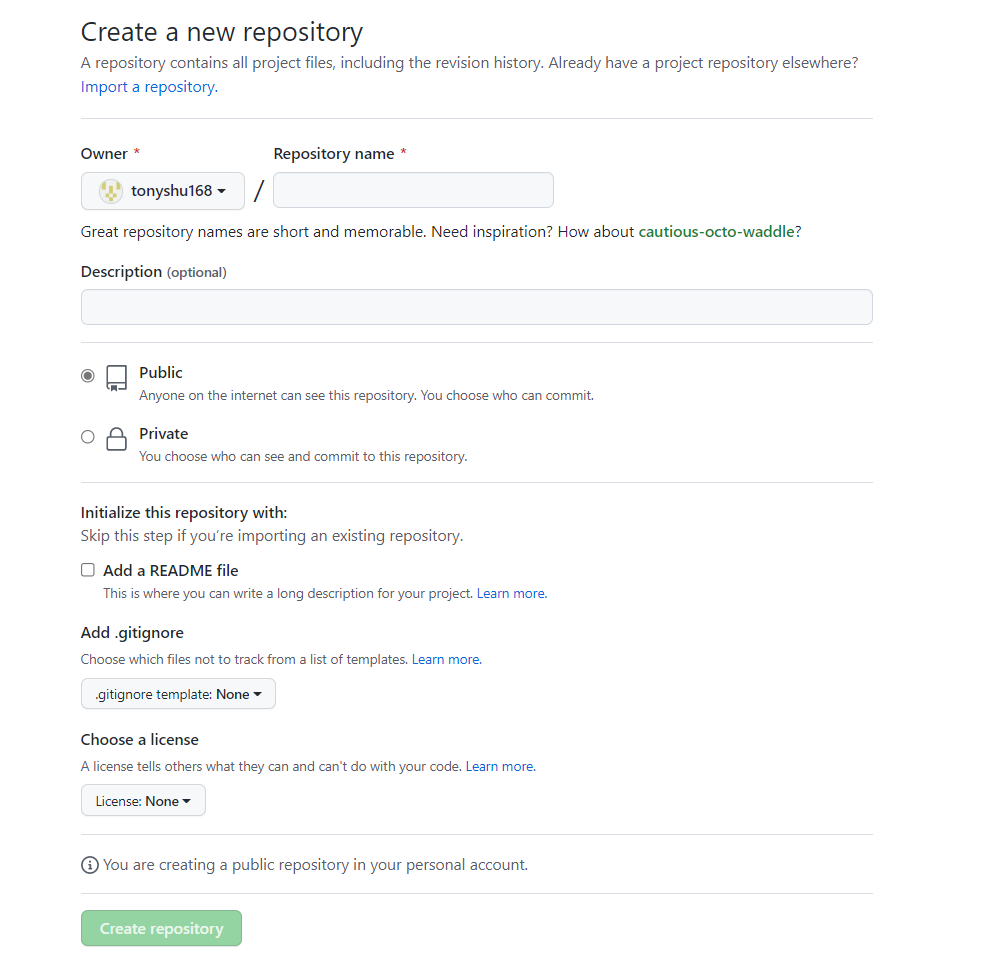 Create a new repository
A repository contains all project files, including the revision history. Already have a project repository elsewhere?
Import a repository.
Owner * Repository name *
tonyshu168 /
Great repository names are short and memorable. Need inspiration? How about cautious-octo-waddle?
Description (optional)
Public
Anyone on the internet can see this repository. You choose who can commit.
Private
You choose who can see and commit to this repository.
Initialize this repository with:
Skip this step if you’re importing an existing repository.
Add a README file
This is where you can write a long description for your project. Learn more.
Add .gitignore
Choose which files not to track from a list of templates. Learn more.
.gitignore template: None
Choose a license
A license tells others what they can and can't do with your code. Learn more.
License: None
You are creating a public repository in your personal account.
Create repository